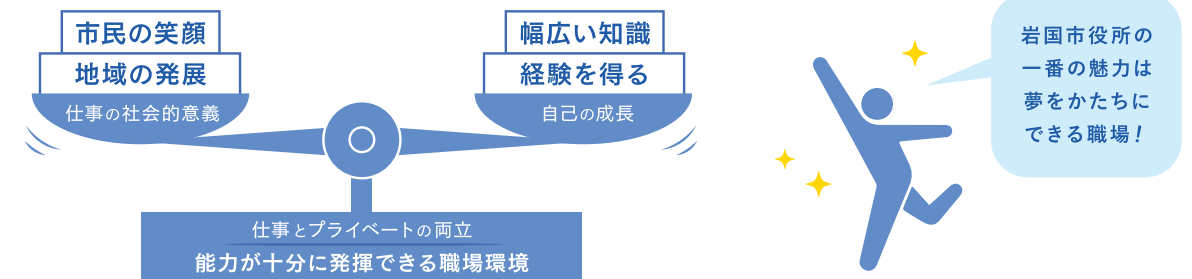 市民の笑顔
地域の発展
仕事の社会的意義
幅広い知識
経験を得る
自己の成長
仕事とプライベートの両立
能力が十分に発揮できる職場環境
岩国市役所の
一番の魅力は
夢をかたちに
できる職場!